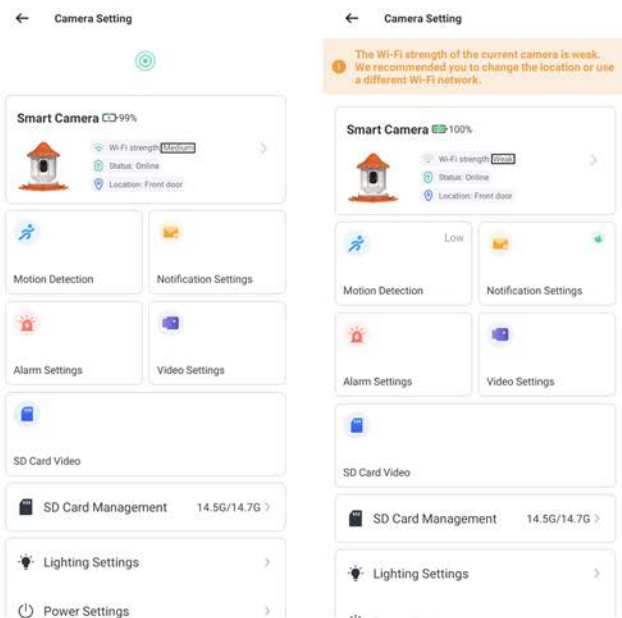 Camera Setting
Smart Camera 99%
Wi-Fi strength: Medium
Status: Online
Location: Front door
Motion Detection
Notification Settings
Alarm Settings
Video Settings
SD Card Video
SD Card Management 14.5G/14.7G
Lighting Settings
Power Settings
Camera Setting
The Wi-Fi strength of the current camera is weak.
We recommended you to change the location or use
a different Wi-Fi network.
Smart Camera 100%
Wi-Fi strength: Weak
Status: Online
Location: Front door
Low
Motion Detection
Notification Settings
Alarm Settings
Video Settings
SD Card Video
SD Card Management 14.5G/14.7G
Lighting Settings